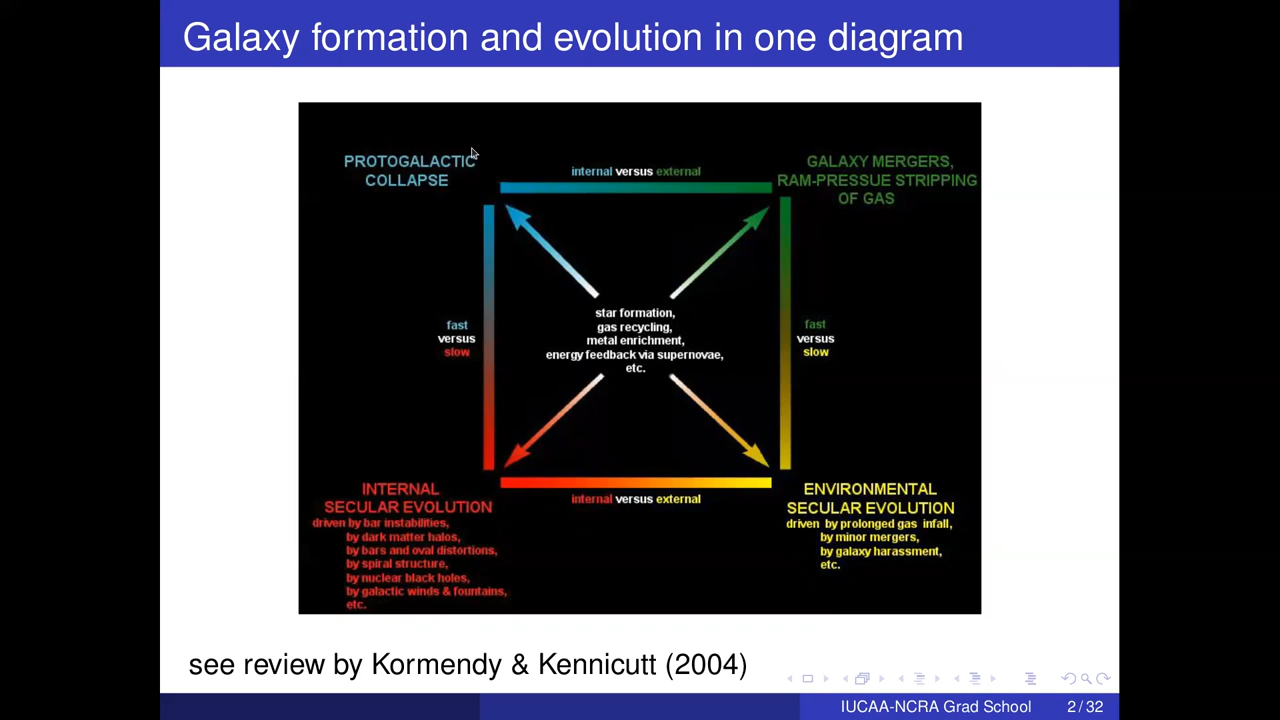 Galaxy formation and evolution in one diagram
PROTOGALACTIC
COLLAPSE
internal versus external
GALAXY MERGERS,
RAM-PRESSUE STRIPPING
OF GAS
fast
versus
slow
star formation,
gas recycling,
metal enrichment,
energy feedback via supernovae,
etc.
fast
versus
slow
INTERNAL
SECULAR EVOLUTION
driven by bar instabilities,
by dark matter halos,
by bars and oval distortions,
by spiral structure,
by nuclear black holes,
by galactic winds & fountains,
etc.
internal versus external
ENVIRONMENTAL
SECULAR EVOLUTION
driven by prolonged gas infall,
by minor mergers,
by galaxy harassment,
etc.
see review by Kormendy & Kennicutt (2004)
IUCAA-NCRA Grad School 2 / 32